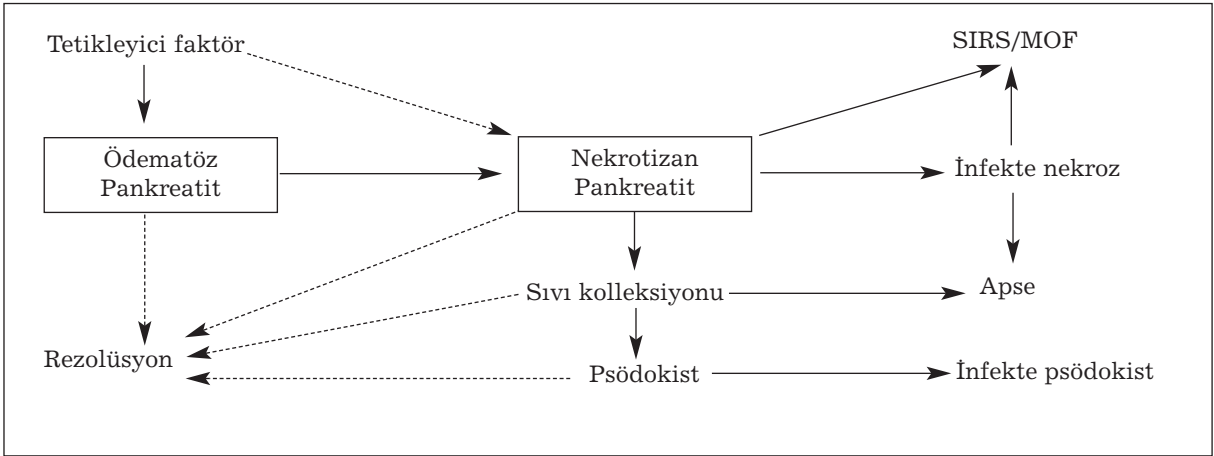 Tetikleyici faktör
SIRS/MOF
Ödematöz
Pankreatit
Nekrotizan
Pankreatit
İnfekte nekroz
Sıvı kolleksiyonu
Apse
Rezolüsyon
Psödokist
İnfekte psödokist